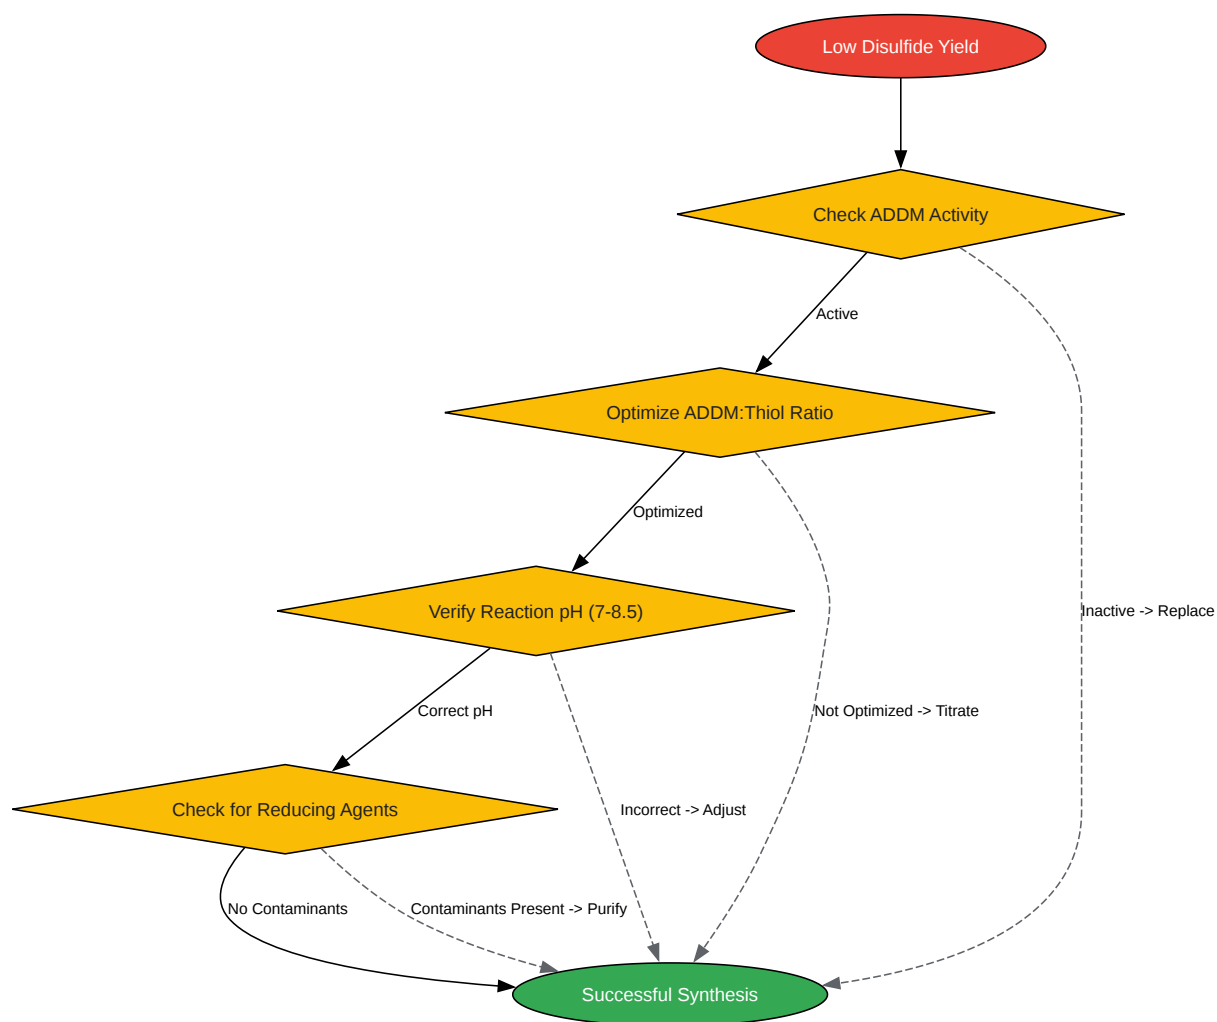 Low Disulfide Yield
Check ADDM Activity
Active
Optimize ADDM:Thiol Ratio
Optimized
Verify Reaction pH (7-8.5)
Inactive -> Replace
Correct pH
Not Optimized -> Titrate
Check for Reducing Agents
Incorrect -> Adjust
No Contaminants
Contaminants Present -> Purify
Successful Synthesis